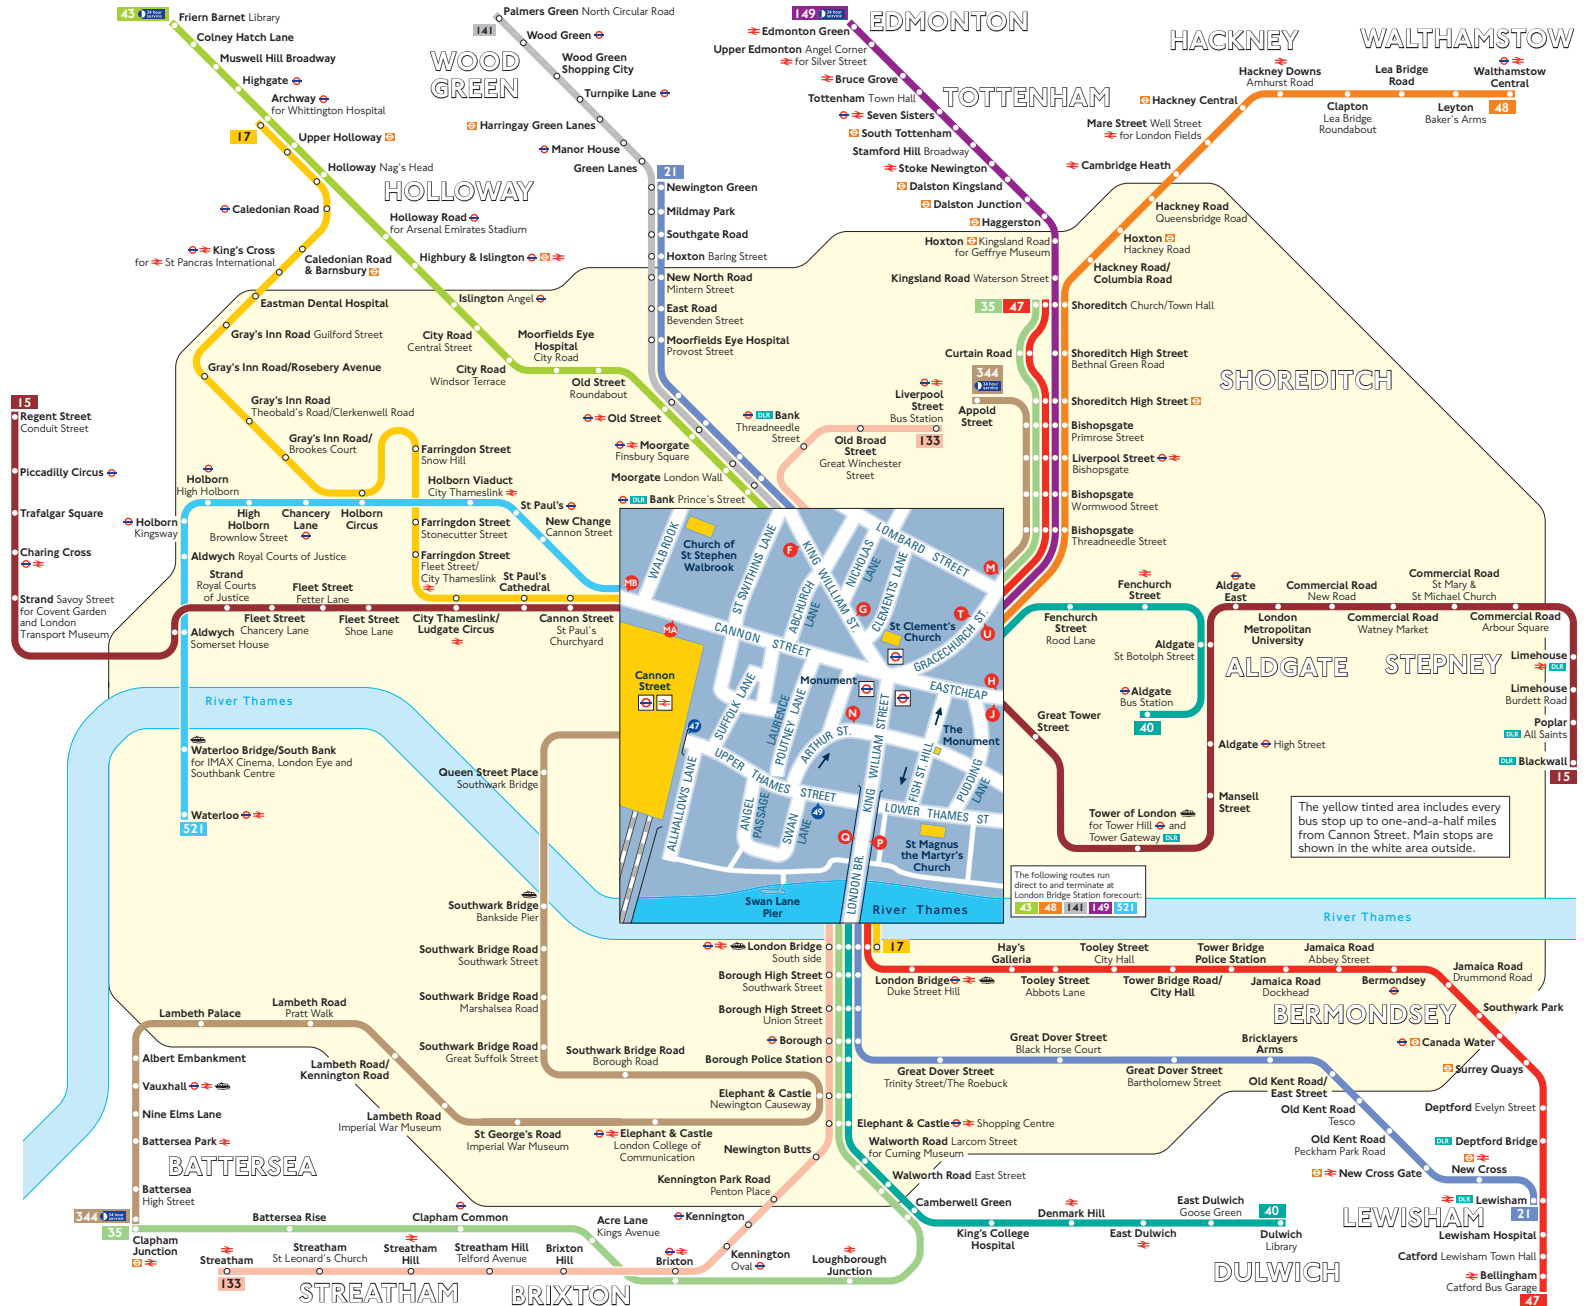 43 24 hour service
Friern Barnet Library
Colney Hatch Lane
Muswell Hill Broadway
Highgate
Archway
for Whittington Hospital
17
Upper Holloway
Holloway Nag's Head
HOLLOWAY
Caledonian Road
Holloway Road
for Arsenal Emirates Stadium
King's Cross
for St Pancras International
Caledonian Road
& Barnsbury
Highbury & Islington
Eastman Dental Hospital
Islington Angel
Gray's Inn Road Guilford Street
City Road
Central Street
Moorfields Eye
Hospital
City Road
Gray's Inn Road/Rosebery Avenue
City Road
Windsor Terrace
Old Street
Roundabout
Gray's Inn Road
Theobald's Road/Clerkenwell Road
Old Street
Gray's Inn Road/
Brookes Court
Farringdon Street
Snow Hill
Moorgate
Finsbury Square
Moorgate London Wall
Bank Prince's Street
DLR
141
Palmers Green North Circular Road
WOOD
GREEN
Wood Green
Wood Green
Shopping City
Turnpike Lane
Harringay Green Lanes
Manor House
Green Lanes
21
Newington Green
Mildmay Park
Southgate Road
Hoxton Baring Street
New North Road
Mintern Street
East Road
Bevenden Street
Moorfields Eye Hospital
Provost Street
149 24 hour service
EDMONTON
Edmonton Green
Upper Edmonton Angel Corner
for Silver Street
Bruce Grove
TOTTENHAM
Tottenham Town Hall
Seven Sisters
South Tottenham
Stamford Hill Broadway
Stoke Newington
Dalston Kingsland
Dalston Junction
Haggerston
Hoxton Kingsland Road
for Geffrye Museum
Kingsland Road Waterson Street
HACKNEY
WALTHAMSTOW
Hackney Downs
Amhurst Road
Lea Bridge
Road
Walthamstow
Central
Hackney Central
Clapton
Lea Bridge
Roundabout
Leyton
Baker's Arms
48
Mare Street Well Street
for London Fields
Cambridge Heath
Hackney Road
Queensbridge Road
Hoxton
Hackney Road
Hackney Road/
Columbia Road
35
47
Shoreditch Church/Town Hall
Curtain Road
Shoreditch High Street
Bethnal Green Road
SHOREDITCH
344
24 hour service
Appold
Street
Shoreditch High Street
Liverpool
Street
Bus Station
133
DLR Bank
Threadneedle
Street
Old Broad
Street
Great Winchester
Street
Bishopsgate
Primrose Street
Liverpool Street
Bishopsgate
Bishopsgate
Wormwood Street
Bishopsgate
Threadneedle Street
15
Regent Street
Conduit Street
Piccadilly Circus
Trafalgar Square
Charing Cross
Strand Savoy Street
for Covent Garden
and London
Transport Museum
Holborn
High Holborn
Holborn
Kingsway
High
Holborn
Brownlow Street
Chancery
Lane
Holborn
Circus
Holborn Viaduct
City Thameslink
St Paul's
New Change
Cannon Street
Farringdon Street
Stonecutter Street
Farringdon Street
Fleet Street/
City Thameslink
Aldwych Royal Courts of Justice
Strand
Royal Courts
of Justice
Fleet Street
Fetter Lane
St Paul's
Cathedral
Aldwych
Somerset House
Fleet Street
Chancery Lane
Fleet Street
Shoe Lane
City Thameslink/
Ludgate Circus
Cannon Street
St Paul's
Churchyard
River Thames
Waterloo Bridge/South Bank
for IMAX Cinema, London Eye and
Southbank Centre
Waterloo
521
WALBROOK
Church of
St Stephen
Walbrook
ST SWITHINS LANE
F
KING WILLLIAM ST.
NICHOLAS
LANE
LOMBARD STREET
CLEMENTS LANE
ABCHURCH
LANE
M
MB
MA
G
T
U
CANNON STREET
St Clement's
Church
GRACECHURCH ST.
Monument
H
EASTCHEAP
J
Cannon
Street
SUFFOLK LANE
LAURENCE
POUTNEY LANE
N
ARTHUR ST.
KING WILLIAM STREET
The
Monument
FISH ST. HILL
PUDDING
LANE
47
UPPER THAMES STREET
49
LOWER THAMES ST
ALLHALLOWS LANE
ANGEL
PASSAGE
SWAN
LANE
Q
P
St Magnus
the Martyr's
Church
LONDON BR.
Swan Lane
Pier
River Thames
Fenchurch
Street
Fenchurch
Street
Rood Lane
Aldgate
St Botolph Street
Aldgate
Bus Station
40
Aldgate
East
London
Metropolitan
University
Commercial Road
New Road
Commercial Road
Watney Market
Commercial Road
St Mary &
St Michael Church
Commercial Road
Arbour Square
ALDGATE
STEPNEY
Limehouse
DLR
Limehouse
Burdett Road
Poplar
DLR All Saints
DLR Blackwall
15
Great Tower
Street
Aldgate High Street
Mansell
Street
Tower of London
for Tower Hill and
Tower Gateway DLR
The yellow tinted area includes every
bus stop up to one-and-a-half miles
from Cannon Street. Main stops are
shown in the white area outside.
The following routes run
direct to and terminate at
London Bridge Station forecourt:
43 48 141 149 521
River Thames
Queen Street Place
Southwark Bridge
Southwark Bridge
Bankside Pier
Southwark Bridge Road
Southwark Street
Southwark Bridge Road
Marshalsea Road
Southwark Bridge Road
Great Suffolk Street
Southwark Bridge Road
Borough Road
London Bridge
South side
17
Borough High Street
Southwark Street
Borough High Street
Union Street
Borough
Borough Police Station
Elephant & Castle
Newington Causeway
Elephant & Castle Shopping Centre
London Bridge
Duke Street Hill
Hay's
Galleria
Tooley Street
Abbots Lane
Tooley Street
City Hall
Tower Bridge Road/
City Hall
Tower Bridge
Police Station
Jamaica Road
Dockhead
Jamaica Road
Abbey Street
Bermondsey
Jamaica Road
Drummond Road
BERMONDSEY
Southwark Park
Canada Water
Surrey Quays
Deptford Evelyn Street
DLR Deptford Bridge
New Cross
New Cross Gate
DLR Lewisham
21
LEWISHAM
Lewisham Hospital
Catford Lewisham Town Hall
Bellingham
Catford Bus Garage
47
Great Dover Street
Trinity Street/The Roebuck
Great Dover Street
Black Horse Court
Great Dover Street
Bartholomew Street
Bricklayers
Arms
Old Kent Road/
East Street
Old Kent Road
Tesco
Old Kent Road
Peckham Park Road
Lambeth Palace
Lambeth Road
Pratt Walk
Albert Embankment
Lambeth Road/
Kennington Road
Vauxhall
Nine Elms Lane
Lambeth Road
Imperial War Museum
St George's Road
Imperial War Museum
Elephant & Castle
London College of
Communication
Battersea Park
BATTERSEA
Battersea
High Street
344 24 hour service
35
Clapham
Junction
Battersea Rise
Clapham Common
Acre Lane
Kings Avenue
Streatham
133
Streatham
St Leonard's Church
Streatham
Hill
Streatham Hill
Telford Avenue
Brixton
Hill
Brixton
STREATHAM
BRIXTON
Newington Butts
Kennington Park Road
Penton Place
Kennington
Kennington
Oval
Loughborough
Junction
Walworth Road Larcom Street
for Cuming Museum
Walworth Road East Street
Camberwell Green
King's College
Hospital
Denmark Hill
East Dulwich
East Dulwich
Goose Green
40
Dulwich
Library
DULWICH